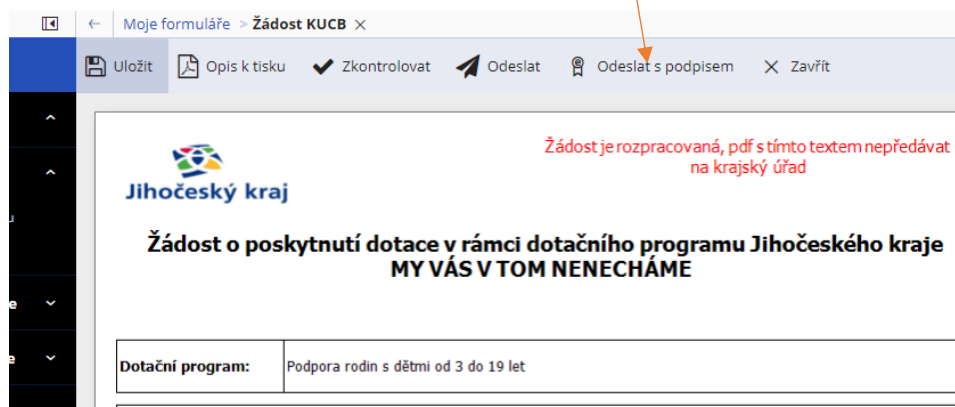 ← Moje formuláře > Žádost KUCB ×
Uložit Opis k tisku Zkontrolovat Odeslat Odeslat s podpisem × Zavřít
Žádost je rozpracovaná, pdf s tímto textem nepředávat
na krajský úřad
Jihočeský kraj
Žádost o poskytnutí dotace v rámci dotačního programu Jihočeského kraje
MY VÁS V TOM NENECHÁME
Dotační program: Podpora rodin s dětmi od 3 do 19 let